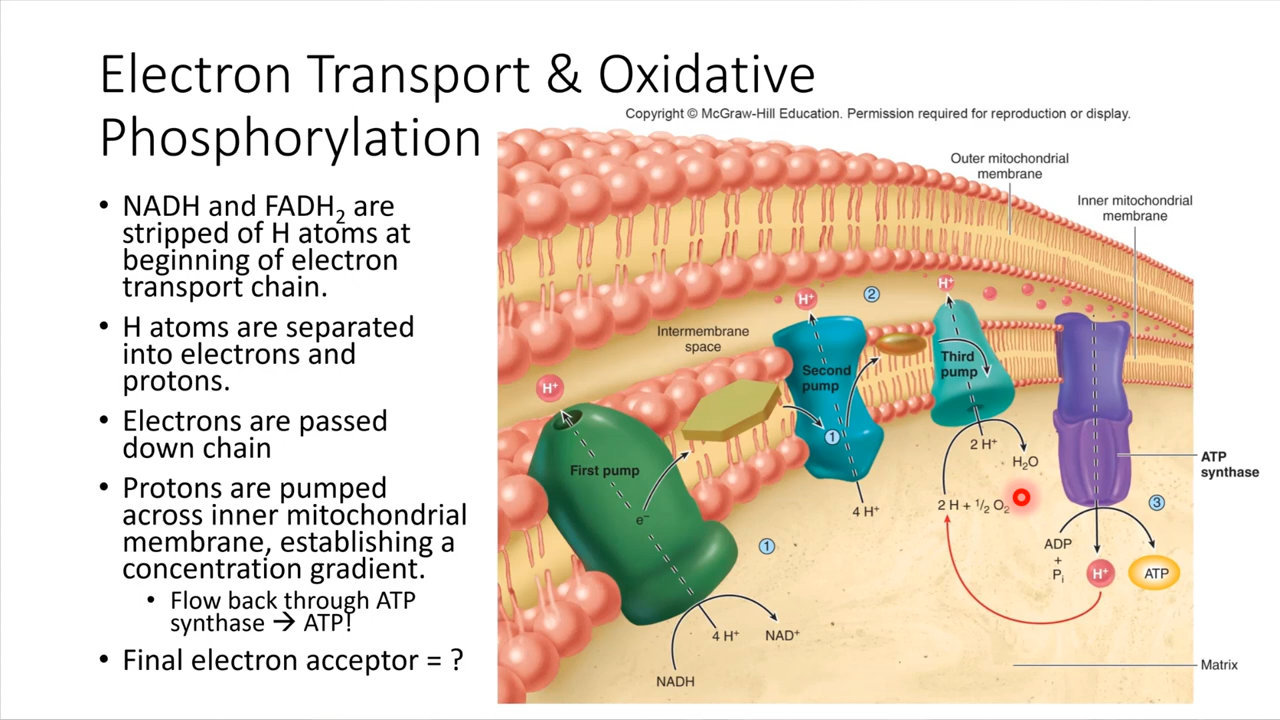 Electron Transport & Oxidative
Phosphorylation
Copyright © McGraw-Hill Education. Permission required for reproduction or display.
• NADH and FADH₂ are
stripped of H atoms at
beginning of electron
transport chain.
• H atoms are separated
into electrons and
protons.
• Electrons are passed
down chain
• Protons are pumped
across inner mitochondrial
membrane, establishing a
concentration gradient.
• Flow back through ATP
synthase → ATP!
• Final electron acceptor = ?
Outer mitochondrial
membrane
Inner mitochondrial
membrane
H⁺
2
H⁺
Intermembrane
space
Second
pump
Third
pump
H⁺
1
First pump
e⁻
2 H⁺
H₂O
ATP
synthase
4 H⁺
2 H + ½ O₂
3
1
ADP
+
Pᵢ
H⁺
ATP
4 H⁺
NAD⁺
NADH
Matrix